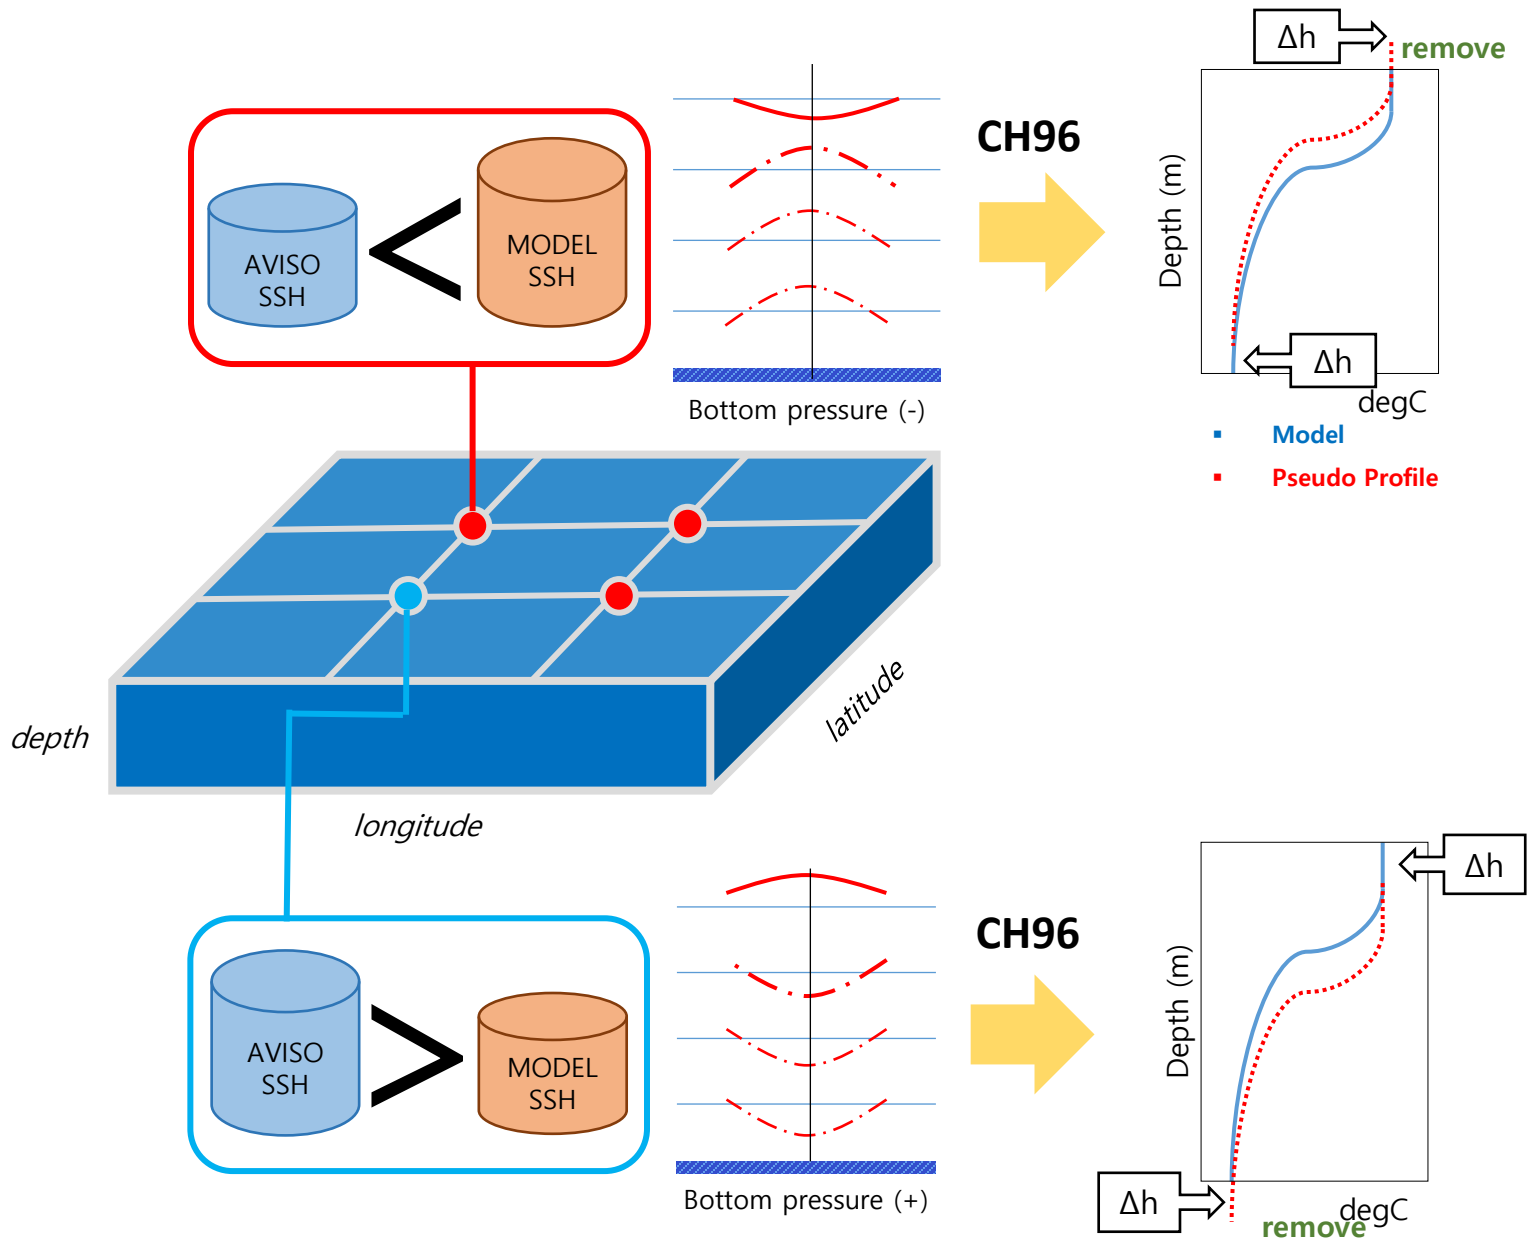 Δh
remove
CH96
AVISO
SSH
<
MODEL
SSH
Depth (m)
Δh
degC
Bottom pressure (-)
▪ Model
▪ Pseudo Profile
latitude
depth
longitude
Δh
CH96
AVISO
SSH
>
MODEL
SSH
Depth (m)
Bottom pressure (+)
Δh
degC
remove